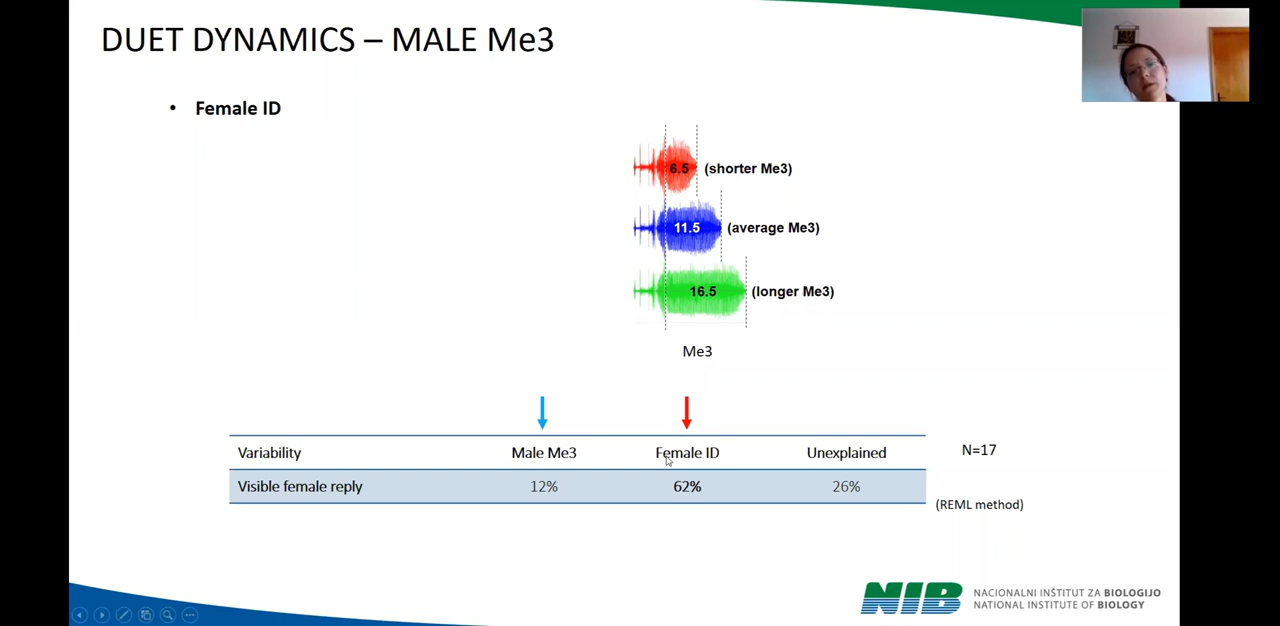 DUET DYNAMICS – MALE Me3
• Female ID
6.5 (shorter Me3)
11.5 (average Me3)
16.5 (longer Me3)
Me3
Variability Male Me3 Female ID Unexplained
Visible female reply 12% 62% 26%
N=17
(REML method)
NIB
NACIONALNI INŠTITUT ZA BIOLOGIJO
NATIONAL INSTITUTE OF BIOLOGY